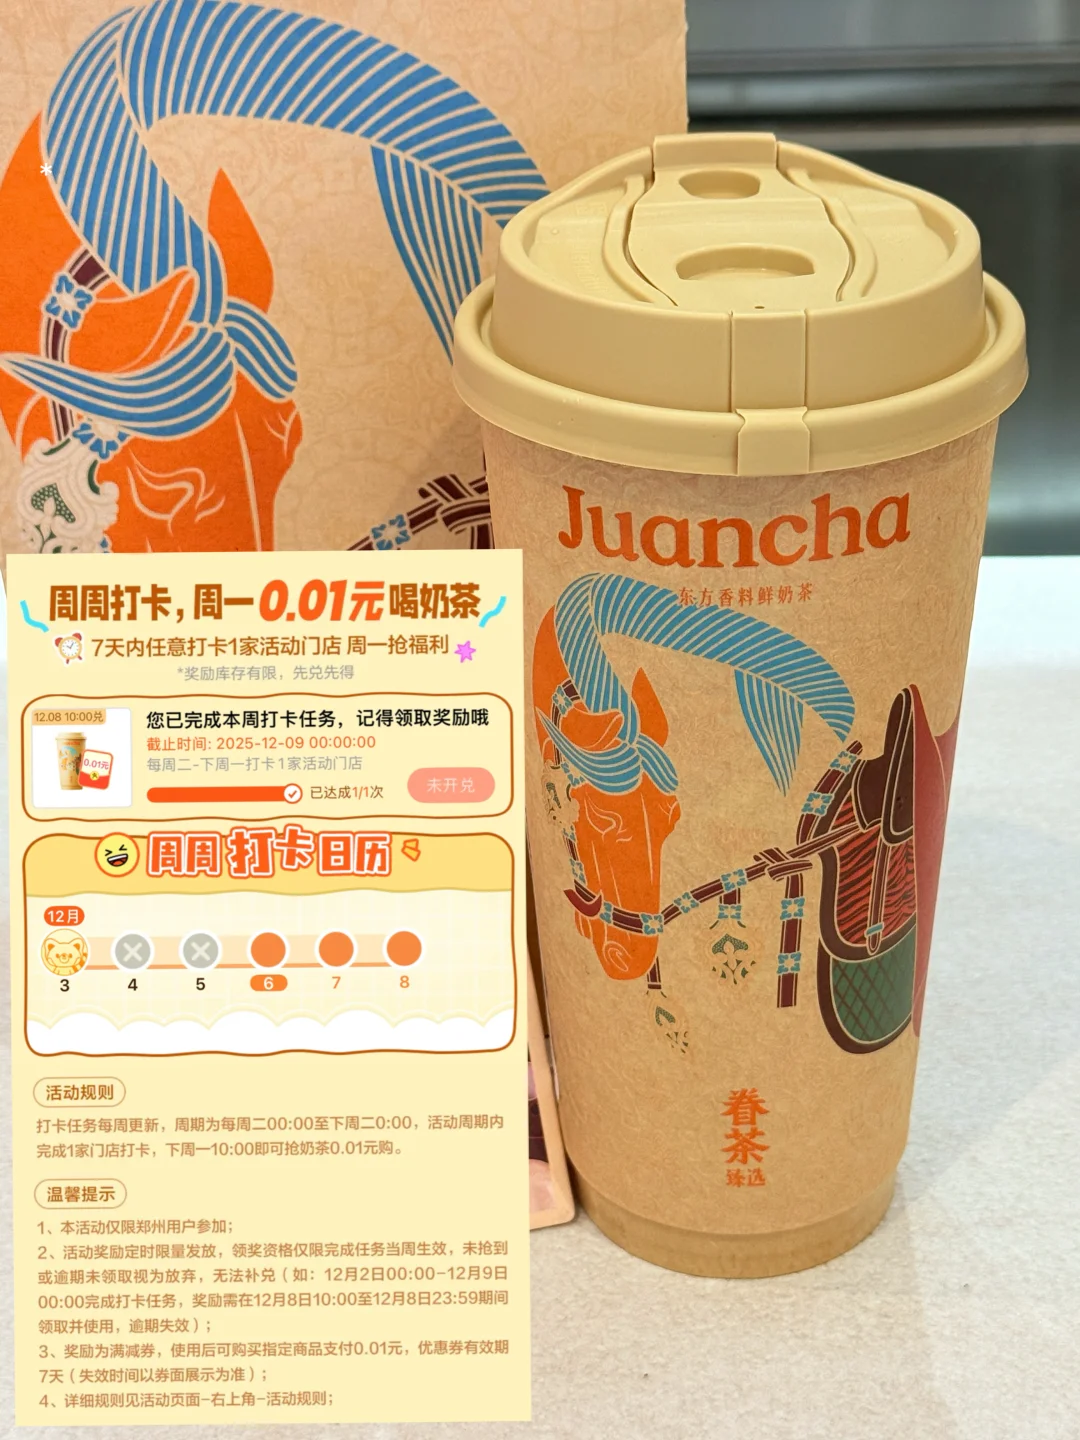 Juancha
东方香料鲜奶茶
眷茶
臻选
周周打卡，周一0.01元喝奶茶
7天内任意打卡1家活动门店 周一抢福利
*奖励库存有限，先兑先得
12.08 10:00兑
0.01元
您已完成本周打卡任务，记得领取奖励哦
截止时间: 2025-12-09 00:00:00
每周二-下周一打卡1家活动门店
已达成1/1次
未开兑
周周打卡日历
12月
3 4 5 6 7 8
活动规则
打卡任务每周更新，周期为每周二00:00至下周二0:00，活动周期内
完成1家门店打卡，下周一10:00即可抢奶茶0.01元购。
温馨提示
1、本活动仅限郑州用户参加；
2、活动奖励定时限量发放，领奖资格仅限完成任务当周生效，未抢到
或逾期未领取视为放弃，无法补兑（如：12月2日00:00-12月9日
00:00完成打卡任务，奖励需在12月8日10:00至12月8日23:59期间
领取并使用，逾期失效）；
3、奖励为满减券，使用后可购买指定商品支付0.01元，优惠券有效期
7天（失效时间以券面展示为准）；
4、详细规则见活动页面-右上角-活动规则；